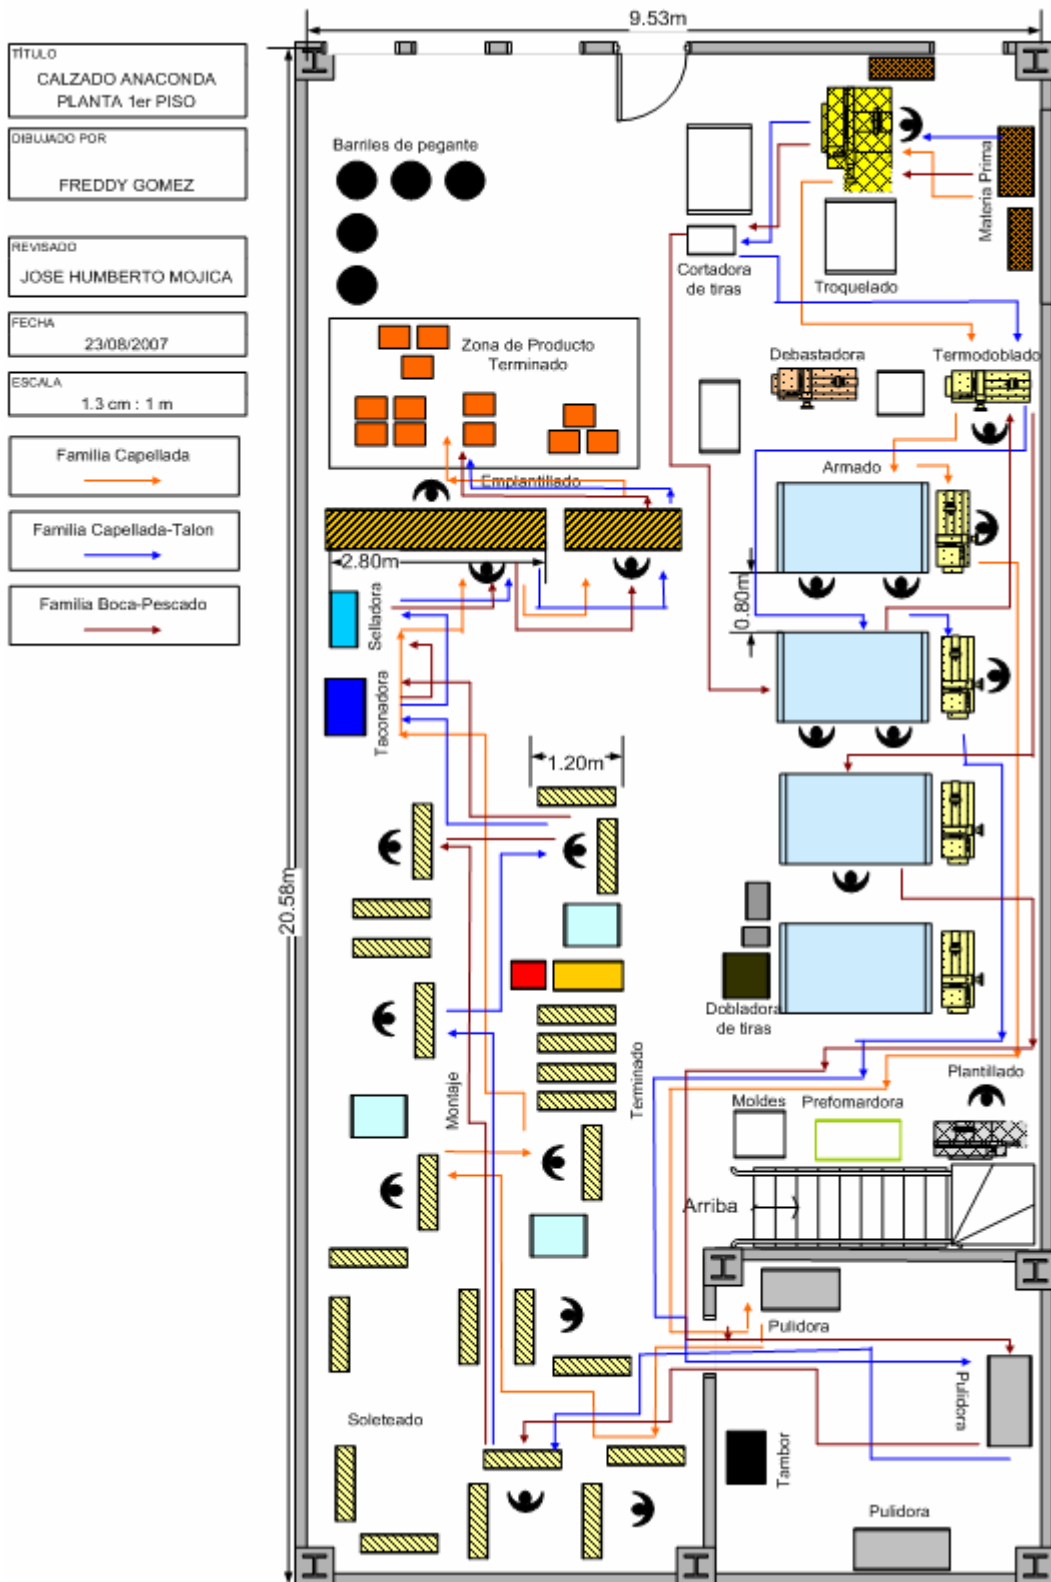 TÍTULO
CALZADO ANACONDA
PLANTA 1er PISO
DIBUJADO POR
FREDDY GOMEZ
REVISADO
JOSE HUMBERTO MOJICA
FECHA
23/08/2007
ESCALA
1.3 cm : 1 m
Familia Capellada
Familia Capellada-Talon
Familia Boca-Pescado
9.53m
20.58m
Barriles de pegante
Materia Prima
Cortadora
de tiras
Troquelado
Zona de Producto
Terminado
Debastadora
Termodoblado
Emplantillado
Armado
2.80m
0.80m
Selladora
Taconadora
1.20m
Dobladora
de tiras
Montaje
Terminado
Plantillado
Moldes
Prefomardora
Arriba
Pulidora
Pulidora
Soleteado
Tambor
Pulidora